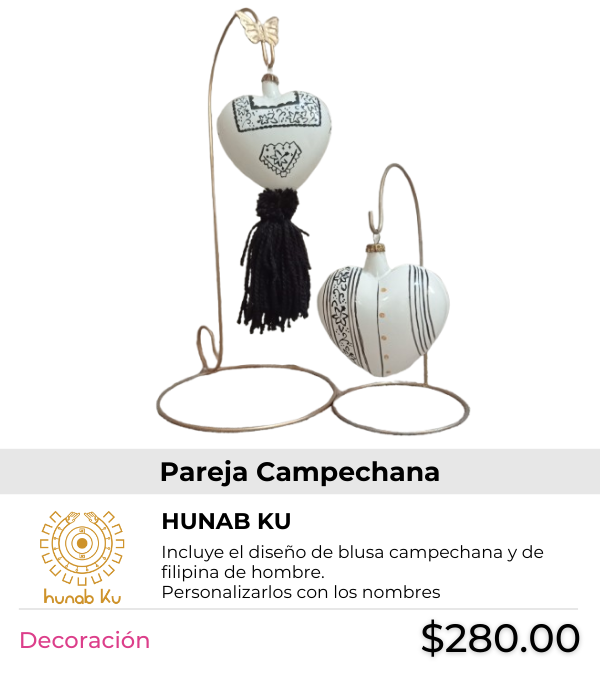 Pareja Campechana
HUNAB KU
Incluye el diseño de blusa campechana y de
filipina de hombre.
Personalizarlos con los nombres
hunab Ku
Decoración
$280.00